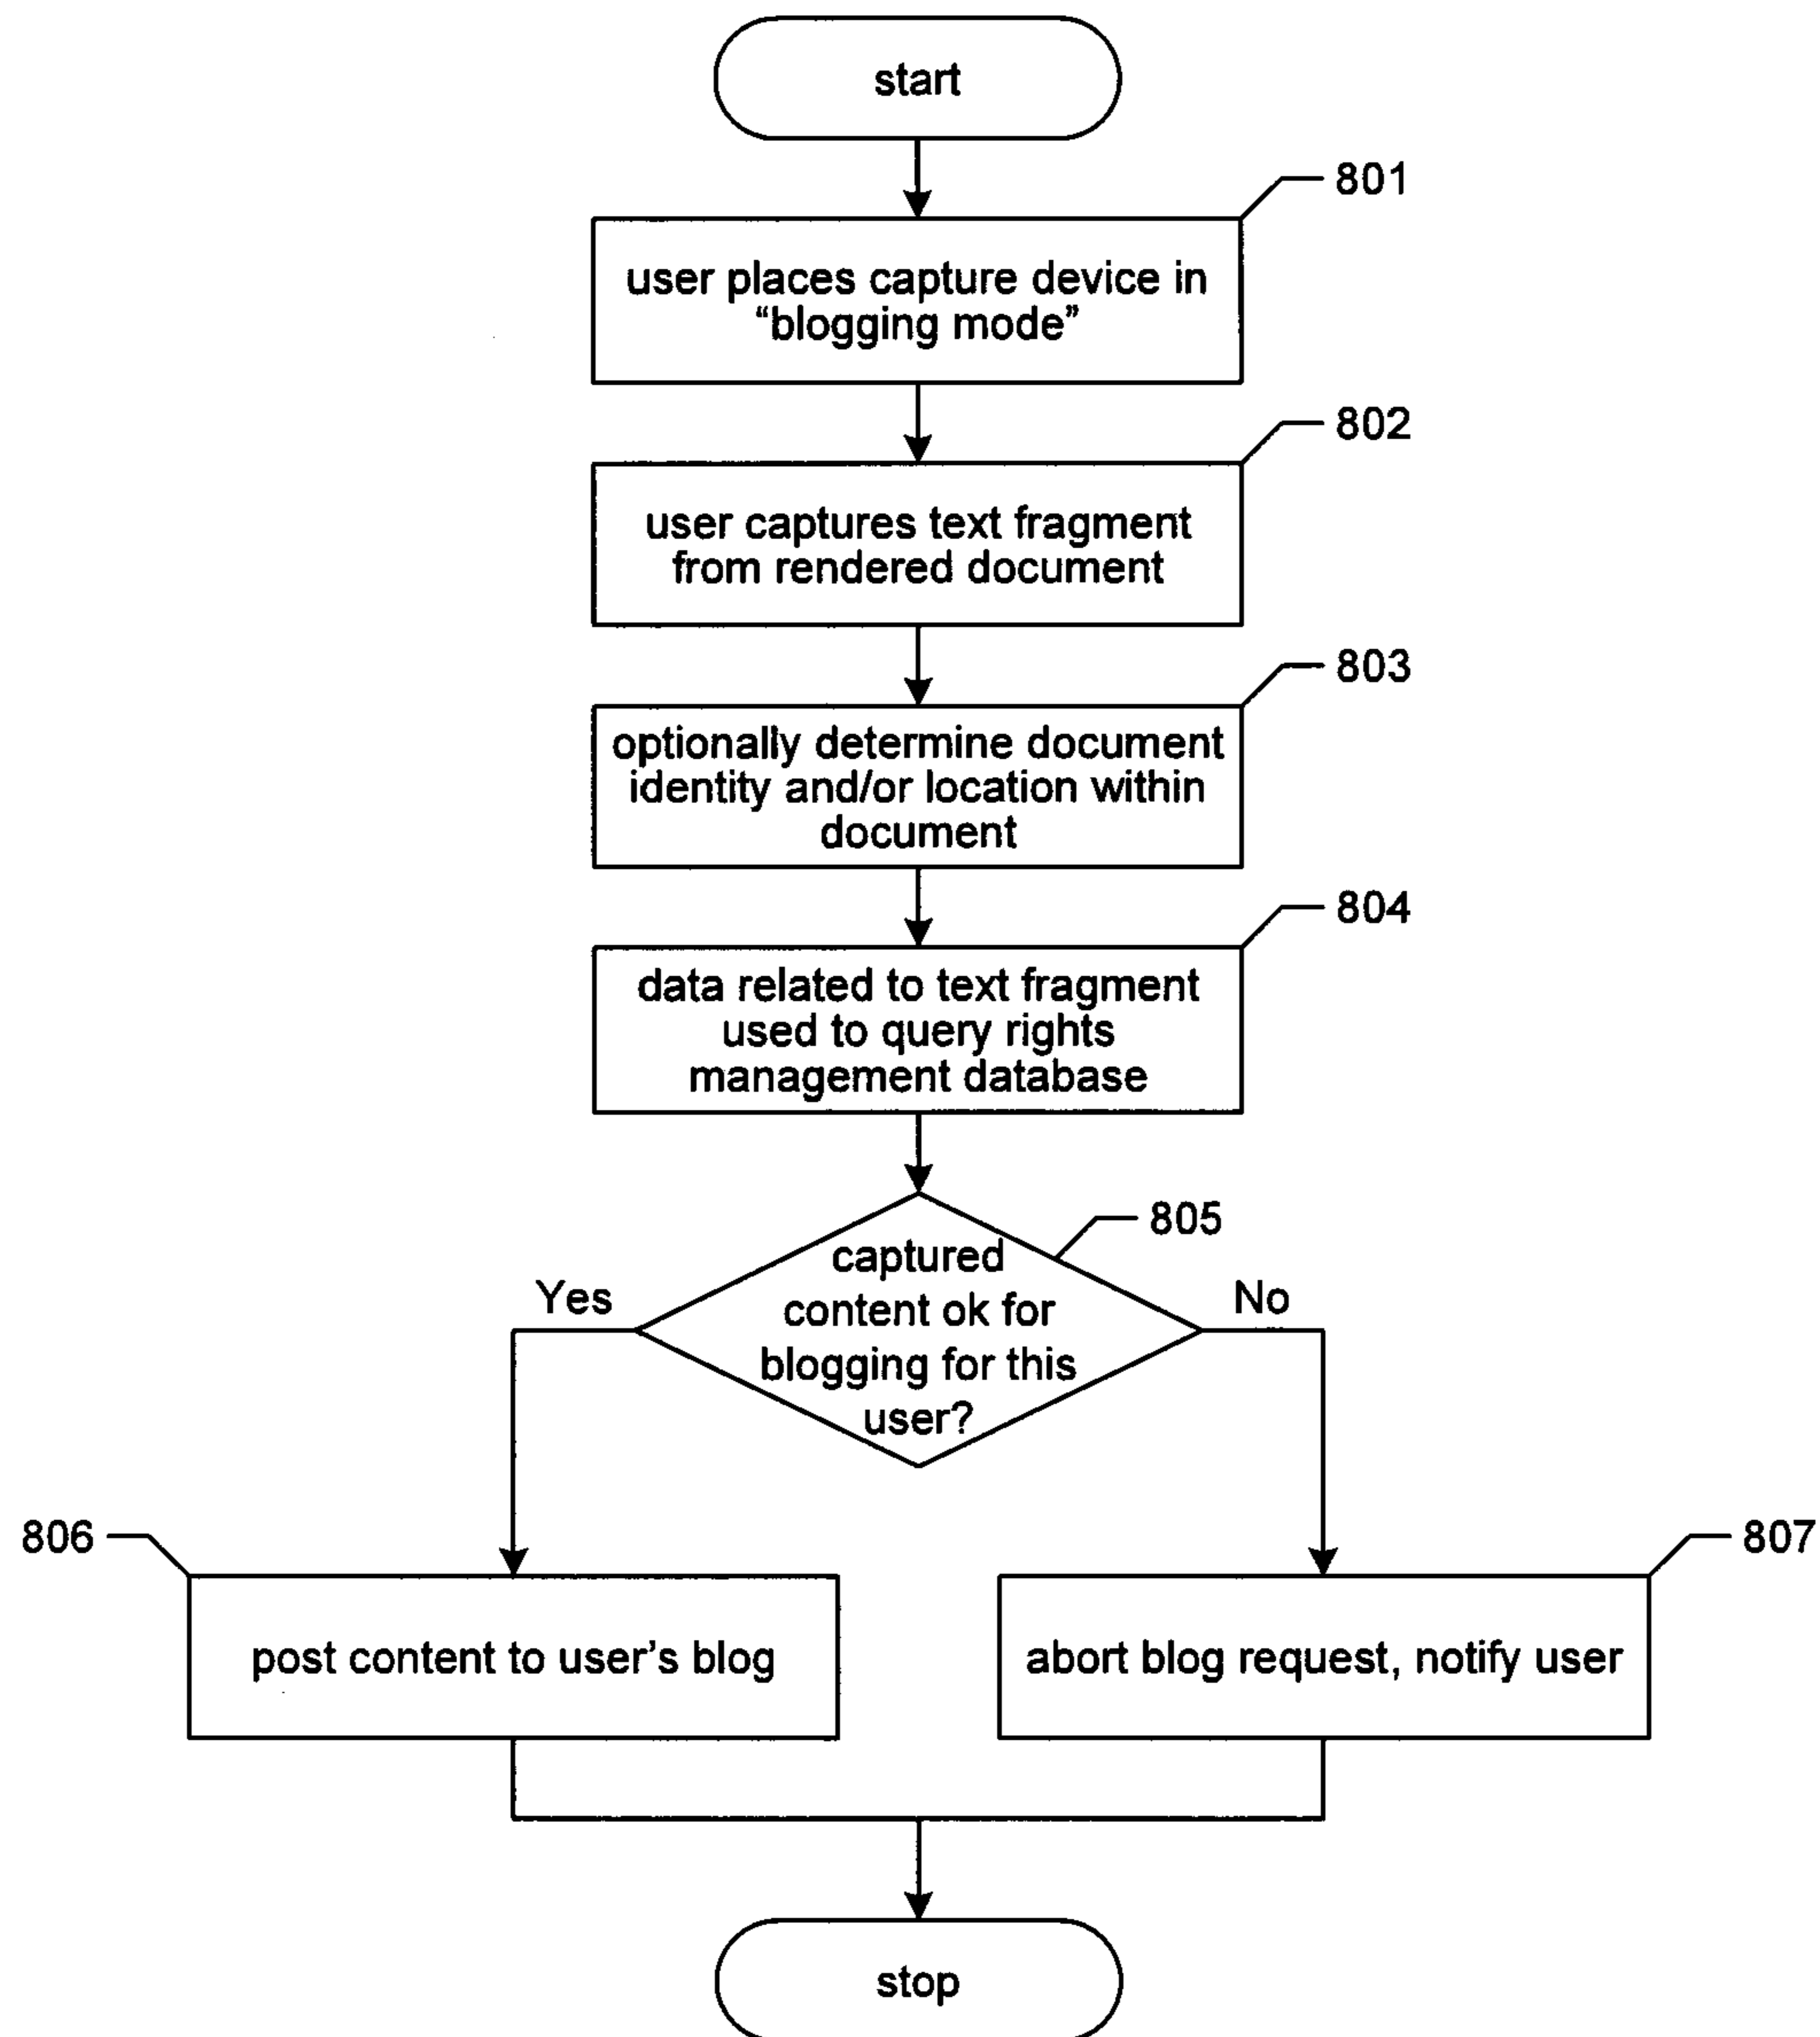 start
801
user places capture device in
“blogging mode”
802
user captures text fragment
from rendered document
803
optionally determine document
identity and/or location within
document
804
data related to text fragment
used to query rights
management database
805
captured
content ok for
blogging for this
user?
Yes
No
806
post content to user’s blog
807
abort blog request, notify user
stop